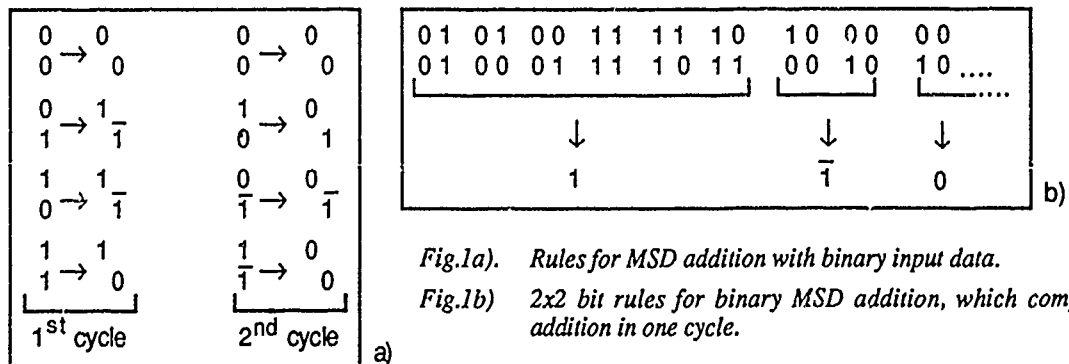 0 → 0     0 → 0
0     0     0     0
0 → 1     1 → 0
1     1̅     0     1
1 → 1     0 → 0
0     1̅     1̅     1̅
1 → 1     1 → 0
1     0     1̅     0
1st cycle     2nd cycle
a)
01 01 00 11 11 10     10 00     00
01 00 01 11 10 11     00 10     10 ....
.....
↓     ↓     ↓
1     1̅     0
b)
Fig.1a). Rules for MSD addition with binary input data.
Fig.1b) 2x2 bit rules for binary MSD addition, which
addition in one cycle.